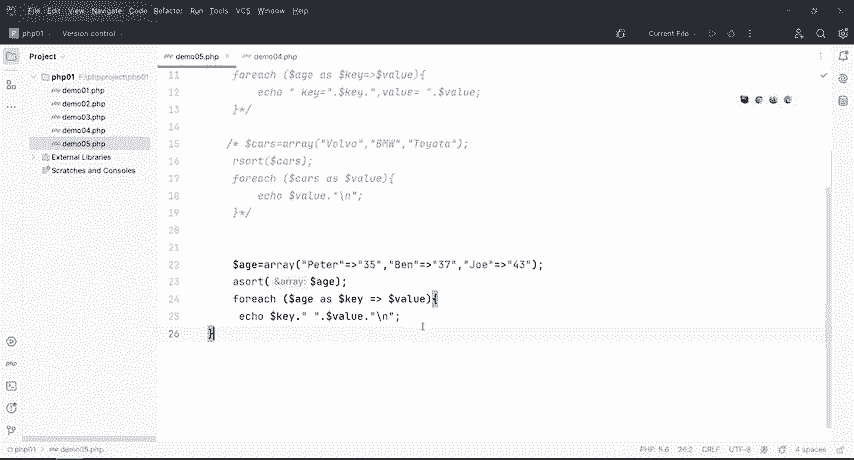 File Edit View Navigate Code Refactor Run Tools VCS Window Help
php01 Version control Current File
Project
demo05.php demo04.php
php01 E:\phpproject\php01
demo01.php
demo02.php
demo03.php
demo04.php
demo05.php
External Libraries
Scratches and Consoles
11 foreach ($age as $key=>$value){
12 echo " key=".$key.",value= ".$value;
13 }*/
14
15 /* $cars=array("Volvo","BMW","Toyota");
16 rsort($cars);
17 foreach ($cars as $value){
18 echo $value."\n";
19 }*/
20
21
22 $age=array("Peter"=>"35","Ben"=>"37","Joe"=>"43");
23 asort( &array: $age);
24 foreach ($age as $key => $value){
25 echo $key." ".$value."\n";
26 }
php
php01 > demo05.php PHP: 5.6 26:2 CRLF UTF-8 4 spaces